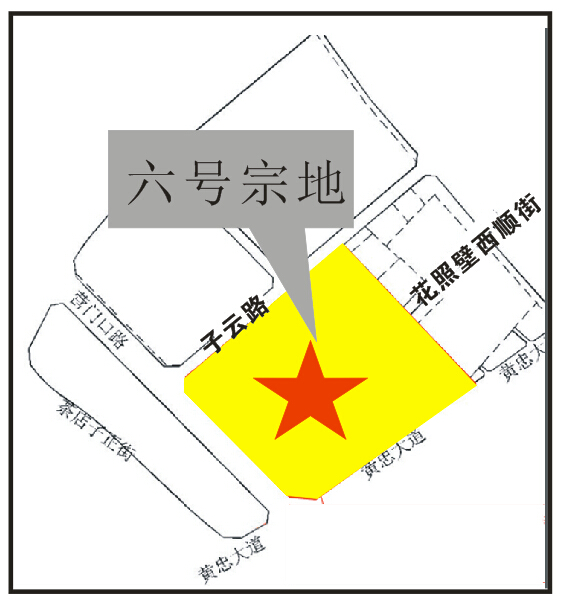 六号宗地
花照壁西顺街
子云路
营门口路
黄忠大
茶店子正街
黄忠大道
黄忠大道